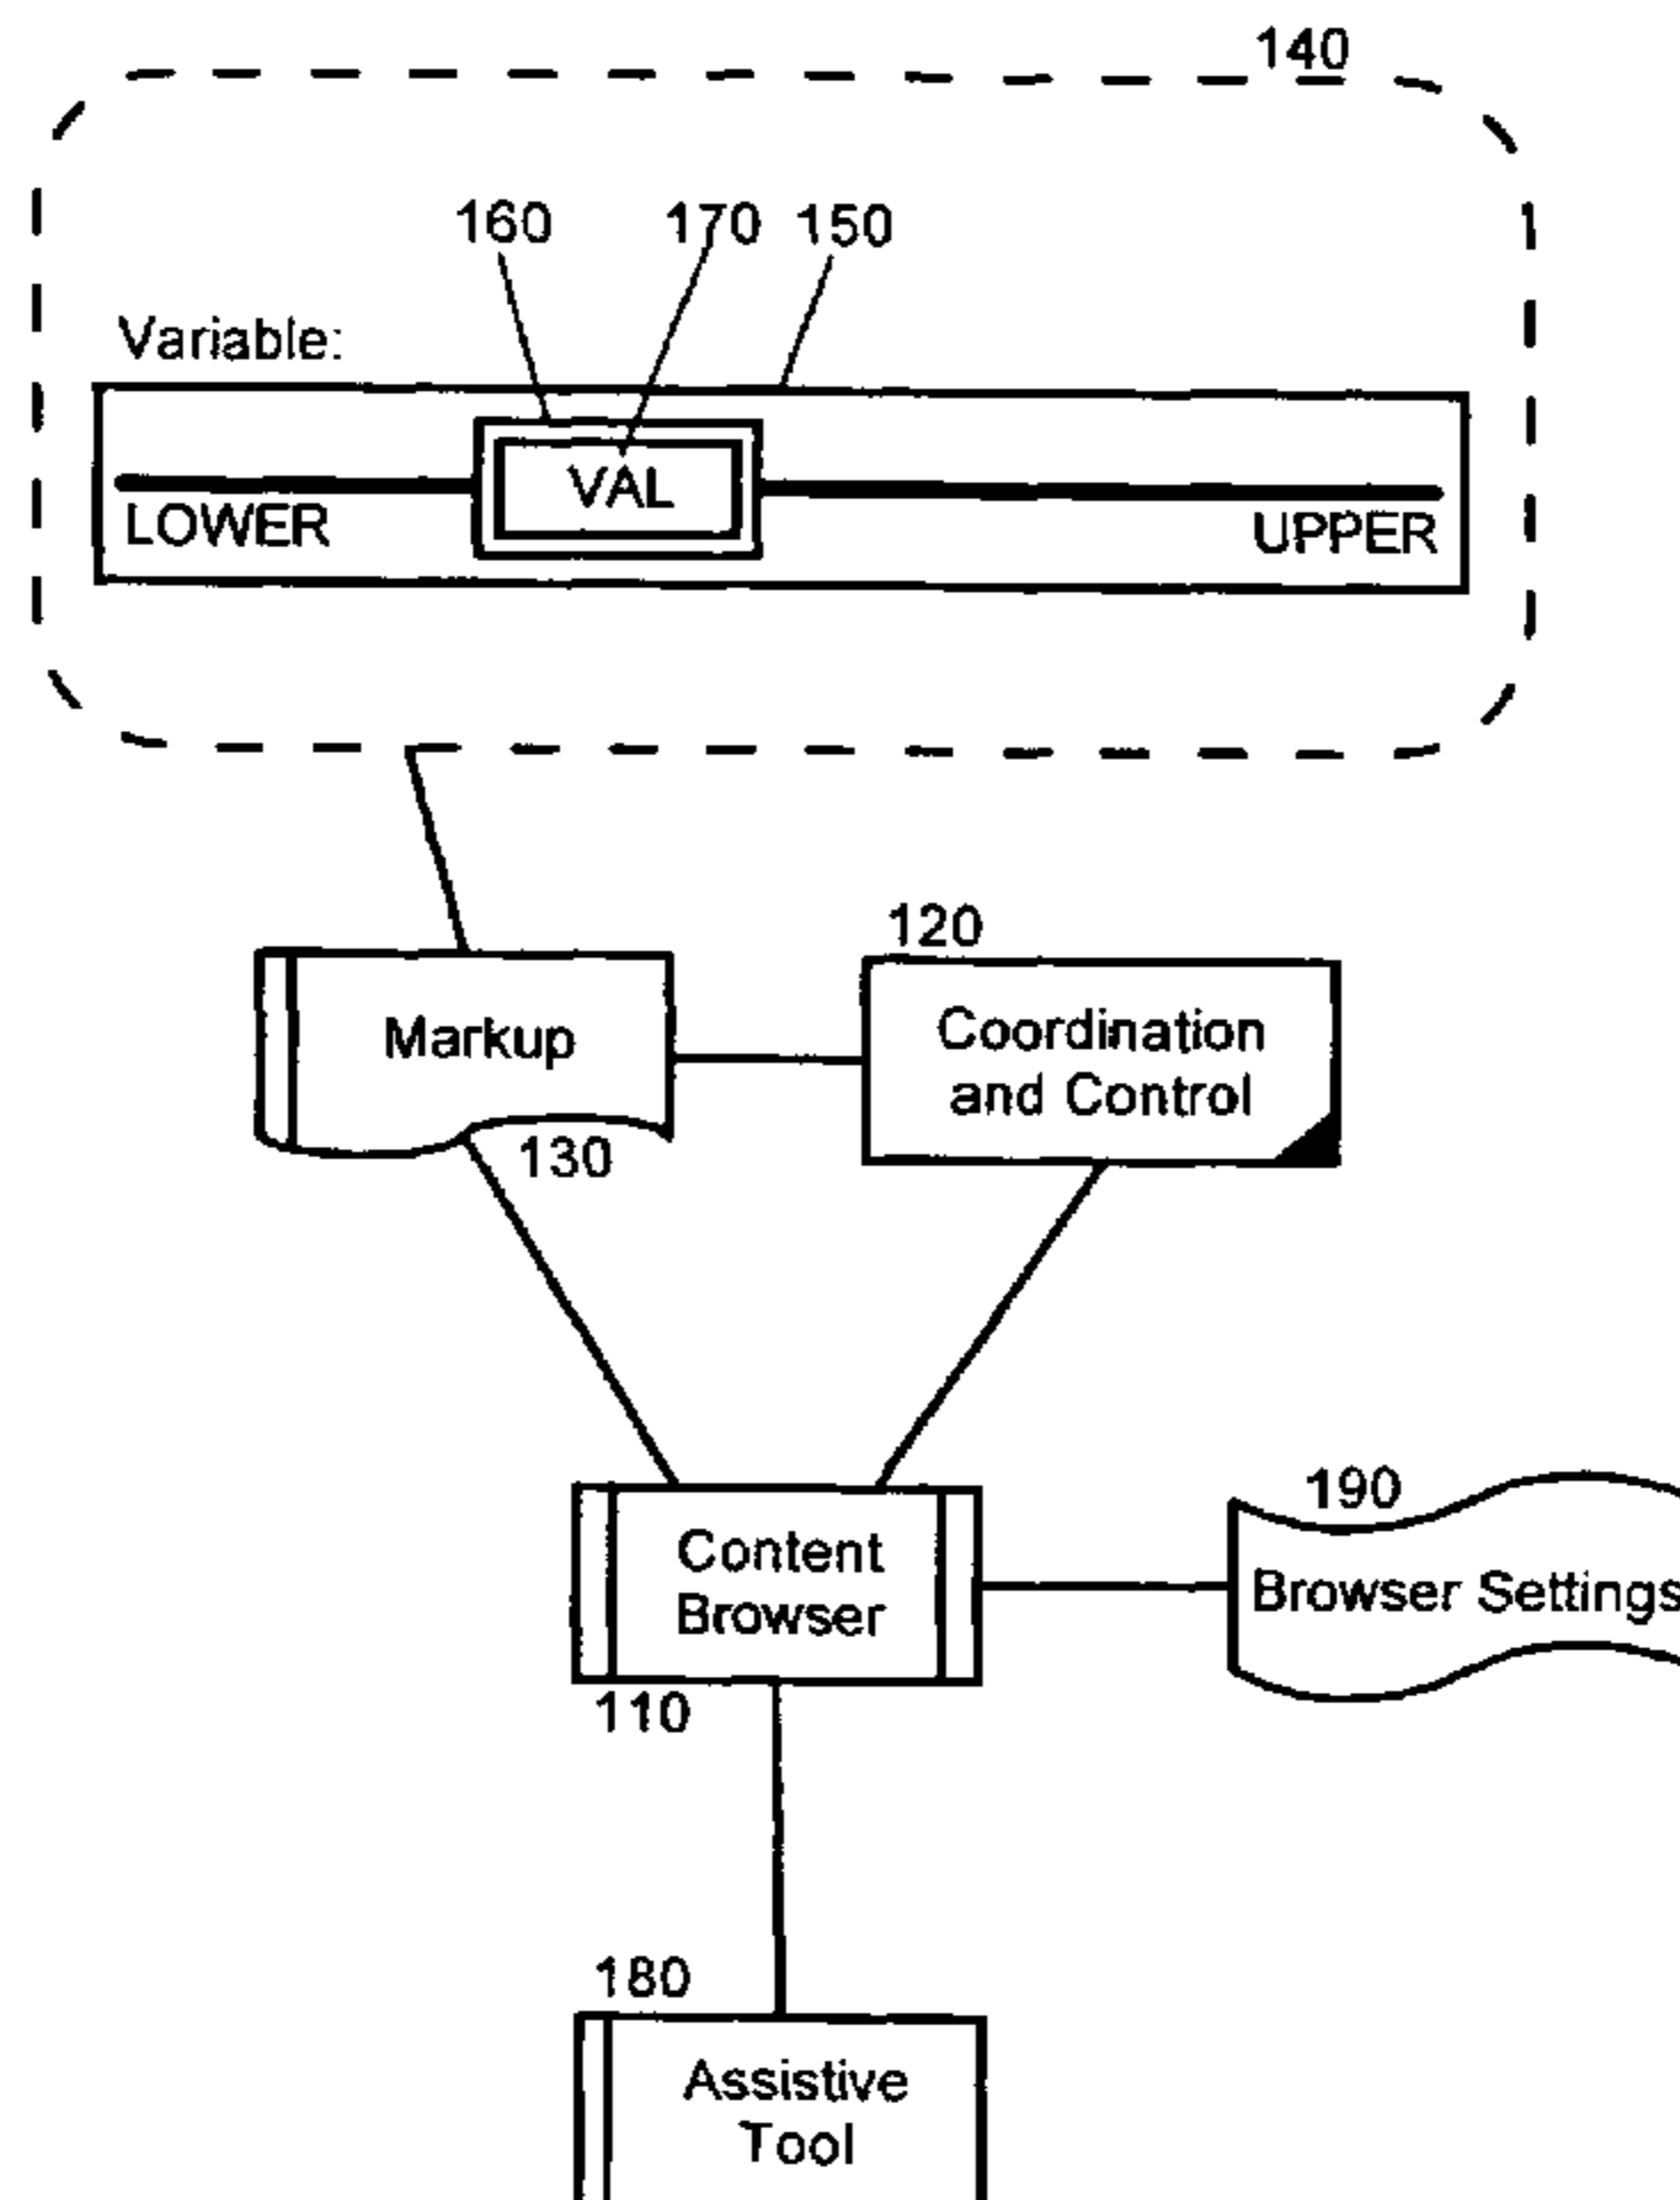 140
160 170 150
Variable:
VAL
LOWER
UPPER
120
Markup
Coordination
and Control
130
190
Content
Browser
Browser Settings
110
180
Assistive
Tool